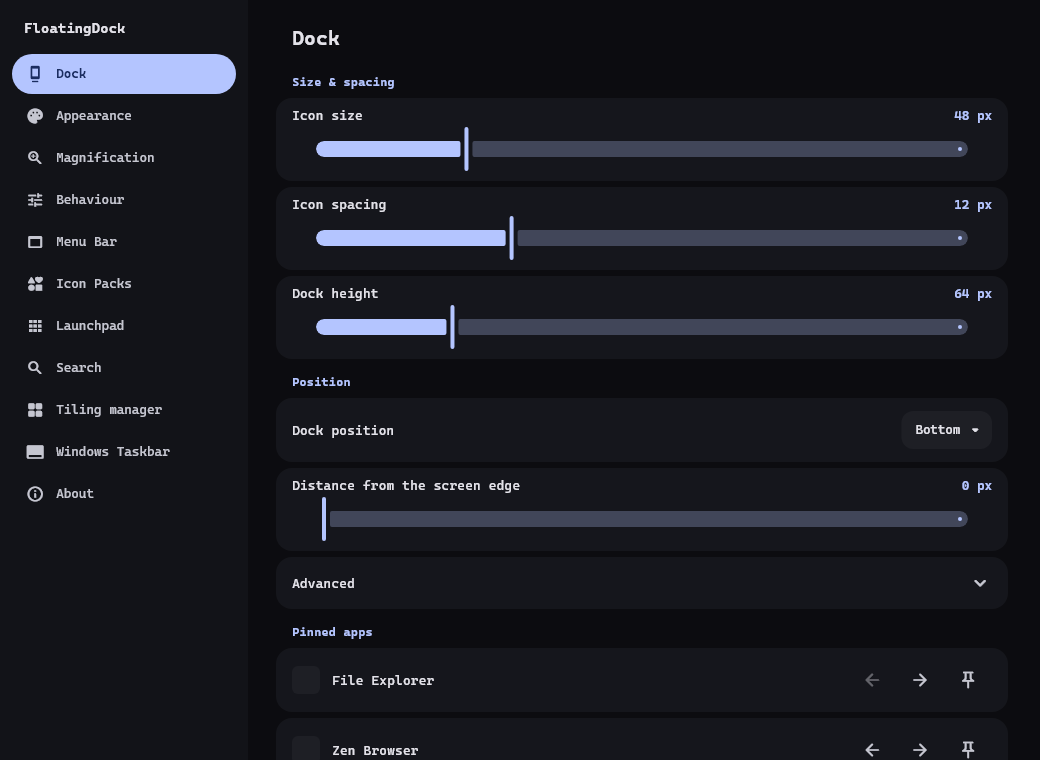 FloatingDock
Dock
Appearance
Magnification
Behaviour
Menu Bar
Icon Packs
Launchpad
Search
Tiling manager
Windows Taskbar
About
Dock
Size & spacing
Icon size 48 px
Icon spacing 12 px
Dock height 64 px
Position
Dock position Bottom
Distance from the screen edge 0 px
Advanced
Pinned apps
File Explorer
Zen Browser